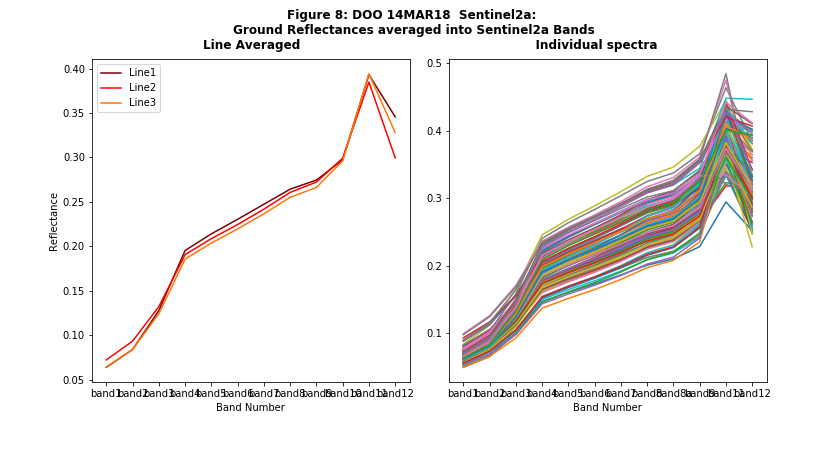 Figure 8: DOO 14MAR18 Sentinel2a:
Ground Reflectances averaged into Sentinel2a Bands
Line Averaged
Individual spectra
Line1
Line2
Line3
Reflectance
0.40
0.35
0.30
0.25
0.20
0.15
0.10
0.05
band1 band2 band3 band4 band5 band6 band7 band8 band9 band10 band11 band12
Band Number
0.5
0.4
0.3
0.2
0.1
band1 band2 band3 band4 band5 band6 band7 band8 band8a band9 band11 band12
Band Number